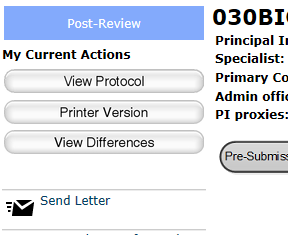 Post-Review
My Current Actions
View Protocol
Printer Version
View Differences
Send Letter
030BI
Principal In
Specialist:
Primary Co
Admin offic
PI proxies:
Pre-Submiss